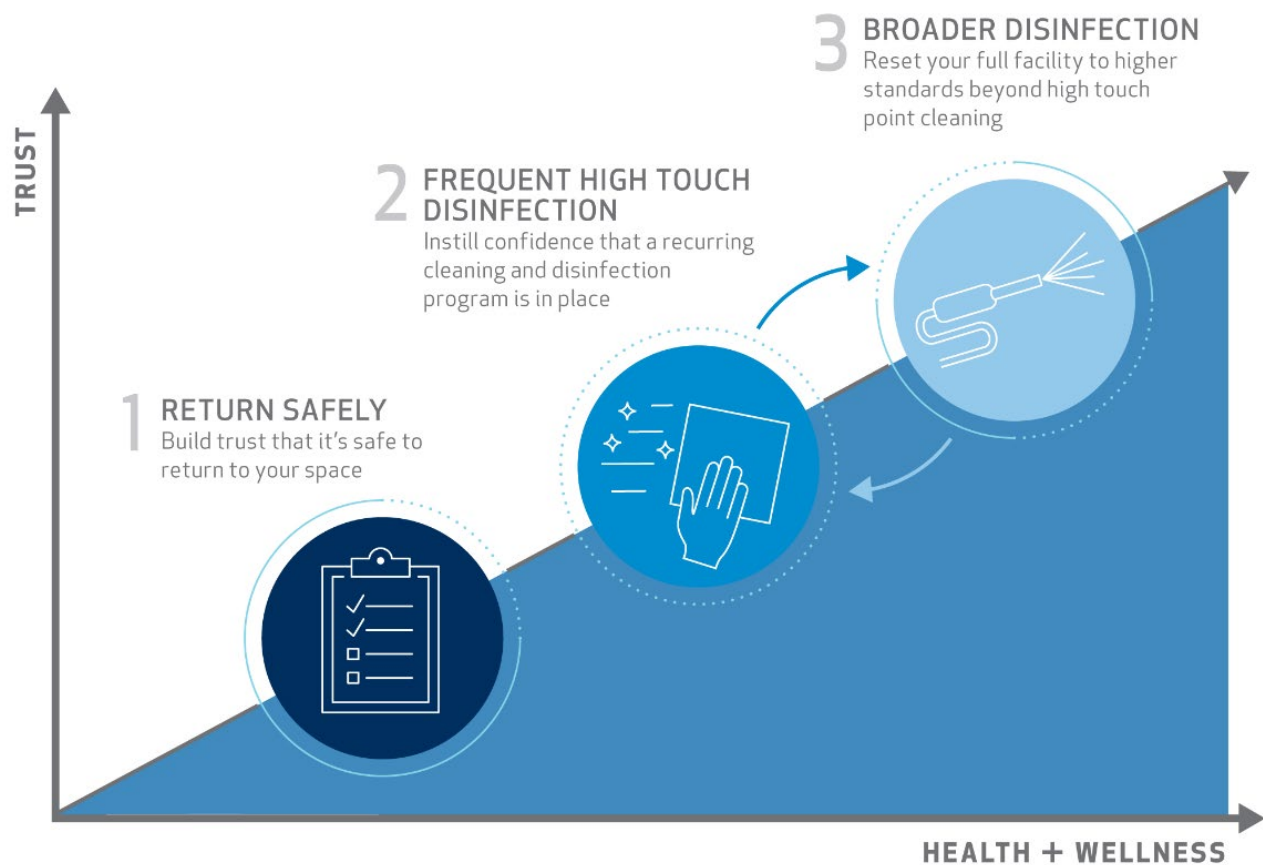 3 BROADER DISINFECTION
Reset your full facility to higher
standards beyond high touch
point cleaning
TRUST
2 FREQUENT HIGH TOUCH
DISINFECTION
Instill confidence that a recurring
cleaning and disinfection
program is in place
1 RETURN SAFELY
Build trust that it's safe to
return to your space
HEALTH + WELLNESS